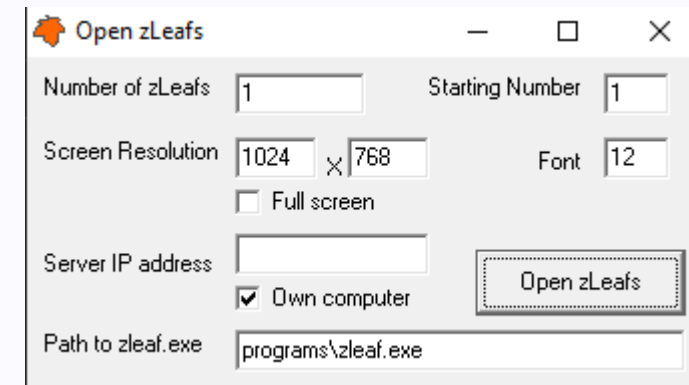 Open zLeafs
Number of zLeafs 1 Starting Number 1
Screen Resolution 1024 X 768 Font 12
Full screen
Server IP address
Own computer
Open zLeafs
Path to zleaf.exe programs\zleaf.exe